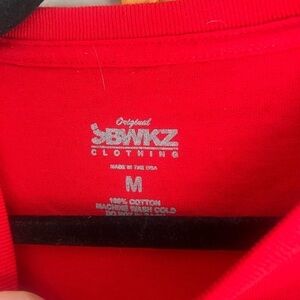 Original
BWKZ
CLOTHING
MADE IN THE USA
M
100% COTTON
MACHINE WASH COLD